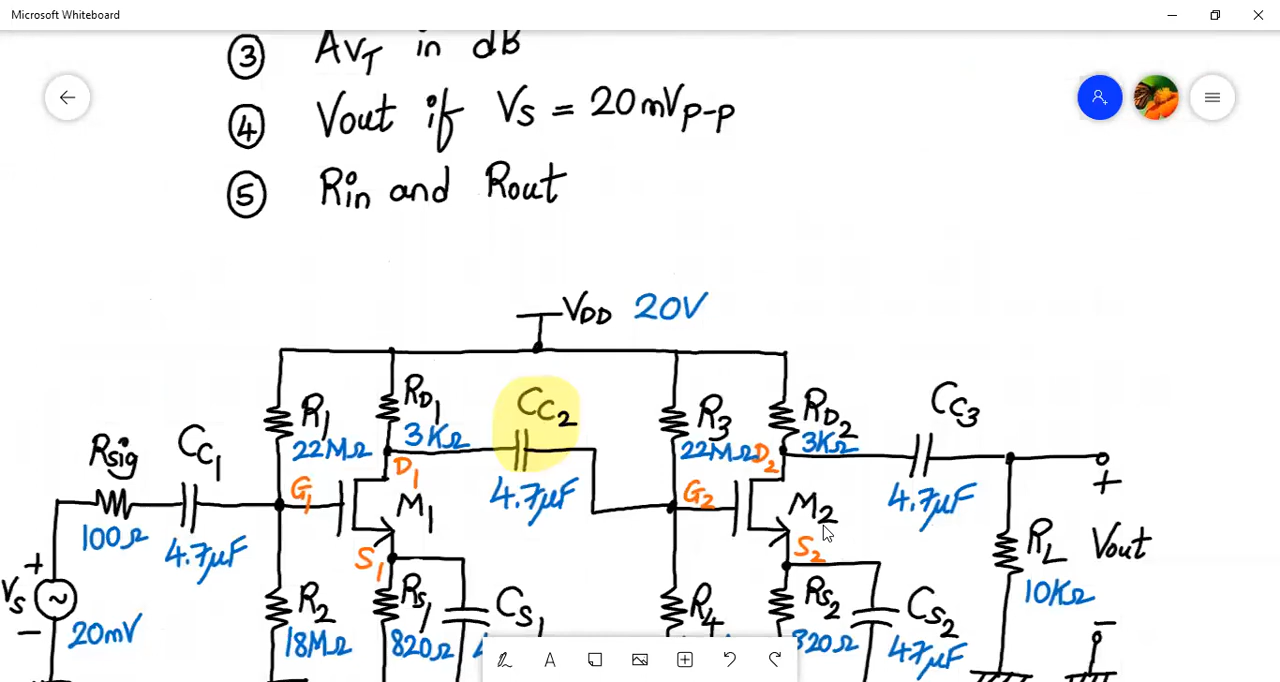 Microsoft Whiteboard
③ AVT in dB
④ Vout if Vs = 20mVp-p
⑤ Rin and Rout
VDD 20V
R1 22MΩ
RD1 3KΩ
CC2 4.7µF
R3 22MΩ
RD2 3KΩ
CC3 4.7µF
Rsig 100Ω
CC1 4.7µF
G1
D1
M1
S1
G2
D2
M2
S2
RL 10KΩ
Vout
+
-
+
Vs
-
20mV
R2 18MΩ
RS1 820Ω
CS1
R4
RS2 820Ω
CS2 47µF